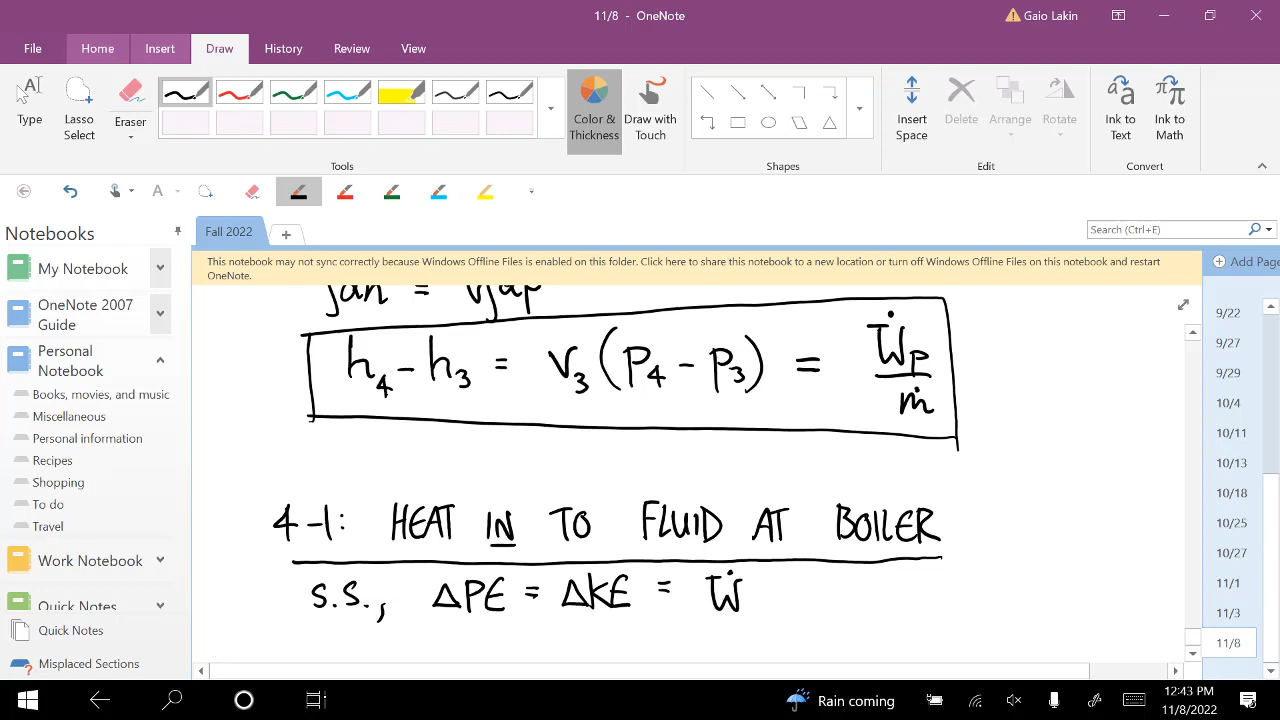 11/8 - OneNote
Gaio Lakin
File Home Insert Draw History Review View
Type
Lasso Select
Eraser
Color & Thickness
Draw with Touch
Insert Space
Delete
Arrange
Rotate
Ink to Text
Ink to Math
Tools
Shapes
Edit
Convert
Notebooks
Fall 2022
Search (Ctrl+E)
This notebook may not sync correctly because Windows Offline Files is enabled on this folder. Click here to share this notebook to a new location or turn off Windows Offline Files on this notebook and restart
OneNote.
Add Page
My Notebook
OneNote 2007
Guide
Personal
Notebook
Books, movies, and music
Miscellaneous
Personal information
Recipes
Shopping
To do
Travel
Work Notebook
Quick Notes
Quick Notes
Misplaced Sections
∫dh = v∫dp
h₄ - h₃ = v₃(P₄ - P₃) = Ẇp / ṁ
4-1: HEAT IN TO FLUID AT BOILER
S.S., ΔPE = ΔKE = Ẇ
9/22
9/27
9/29
10/4
10/11
10/13
10/18
10/25
10/27
11/1
11/3
11/8
Rain coming
12:43 PM
11/8/2022